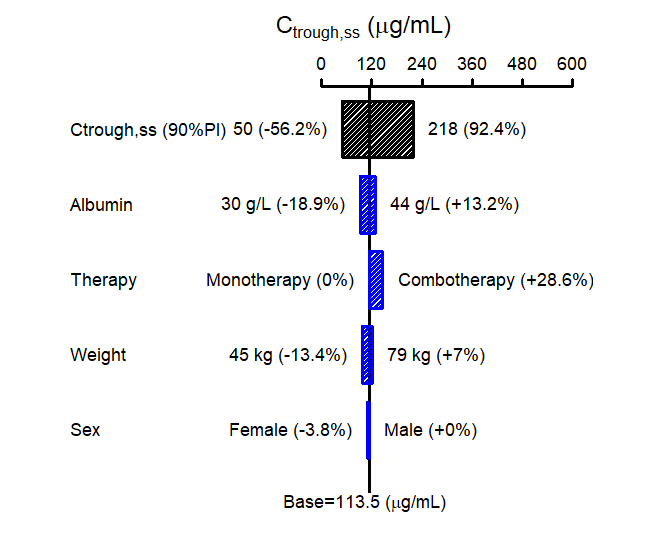 Ctrough,ss (μg/mL)
0 120 240 360 480 600
Ctrough,ss (90%PI) 50 (-56.2%) 218 (92.4%)
Albumin 30 g/L (-18.9%) 44 g/L (+13.2%)
Therapy Monotherapy (0%) Combotherapy (+28.6%)
Weight 45 kg (-13.4%) 79 kg (+7%)
Sex Female (-3.8%) Male (+0%)
Base=113.5 (μg/mL)